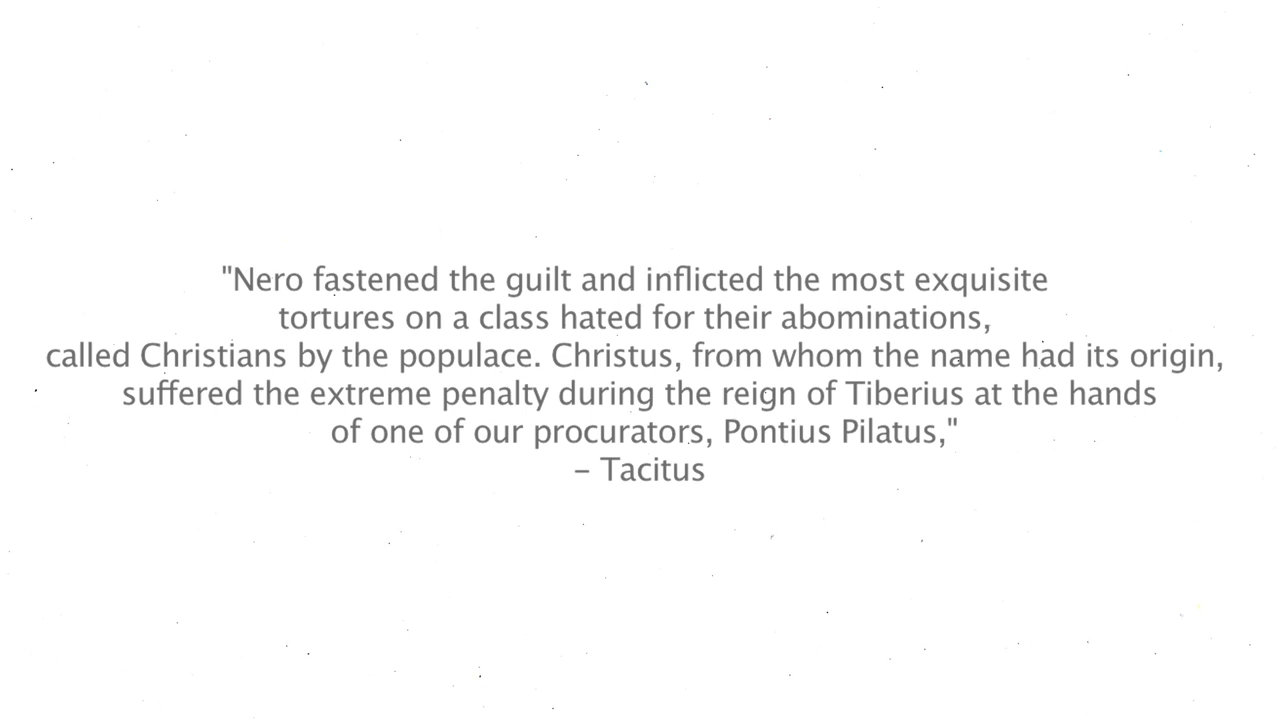 "Nero fastened the guilt and inflicted the most exquisite
tortures on a class hated for their abominations,
called Christians by the populace. Christus, from whom the name had its origin,
suffered the extreme penalty during the reign of Tiberius at the hands
of one of our procurators, Pontius Pilatus,"
– Tacitus